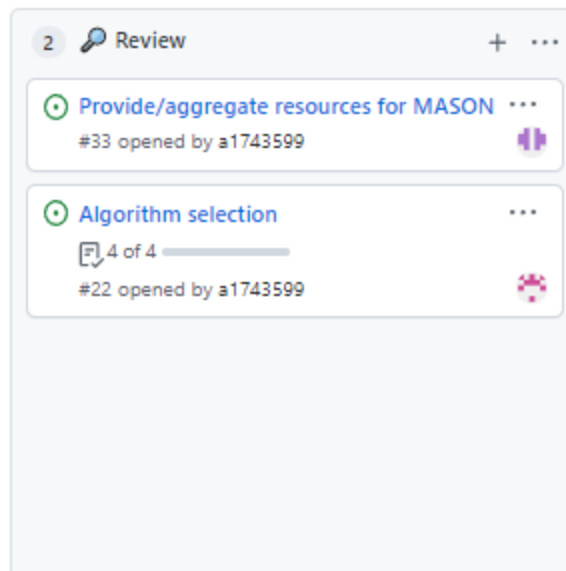 2 Review
Provide/aggregate resources for MASON
#33 opened by a1743599
Algorithm selection
4 of 4
#22 opened by a1743599